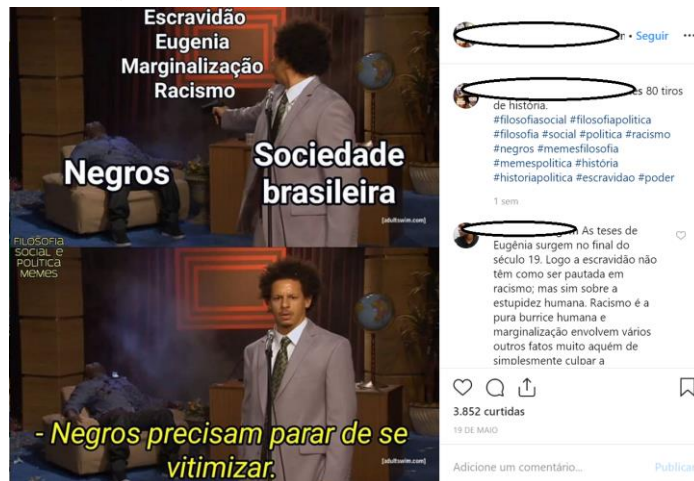 Escravidão
Eugenia
Marginalização
Racismo
Negros
Sociedade
brasileira
[adultswim.com]
FILOSOFIA
SOCIAL E
POLÍTICA
MEMES
- Negros precisam parar de se
vitimizar.
[adultswim.com]
• Seguir ...
80 tiros
de história.
#filosofiasocial #filosofiapolitica
#filosofia #social #politica #racismo
#negros #memesfilosofia
#memespolitica #história
#historiapolitica #escravidao #poder
1 sem
As teses de
Eugênia surgem no final do
século 19. Logo a escravidão não
têm como ser pautada em
racismo; mas sim sobre a
estupidez humana. Racismo é a
pura burrice humana e
marginalização envolvem vários
outros fatos muito aquém de
simplesmente culpar a
3.852 curtidas
19 DE MAIO
Adicione um comentário... Publicar